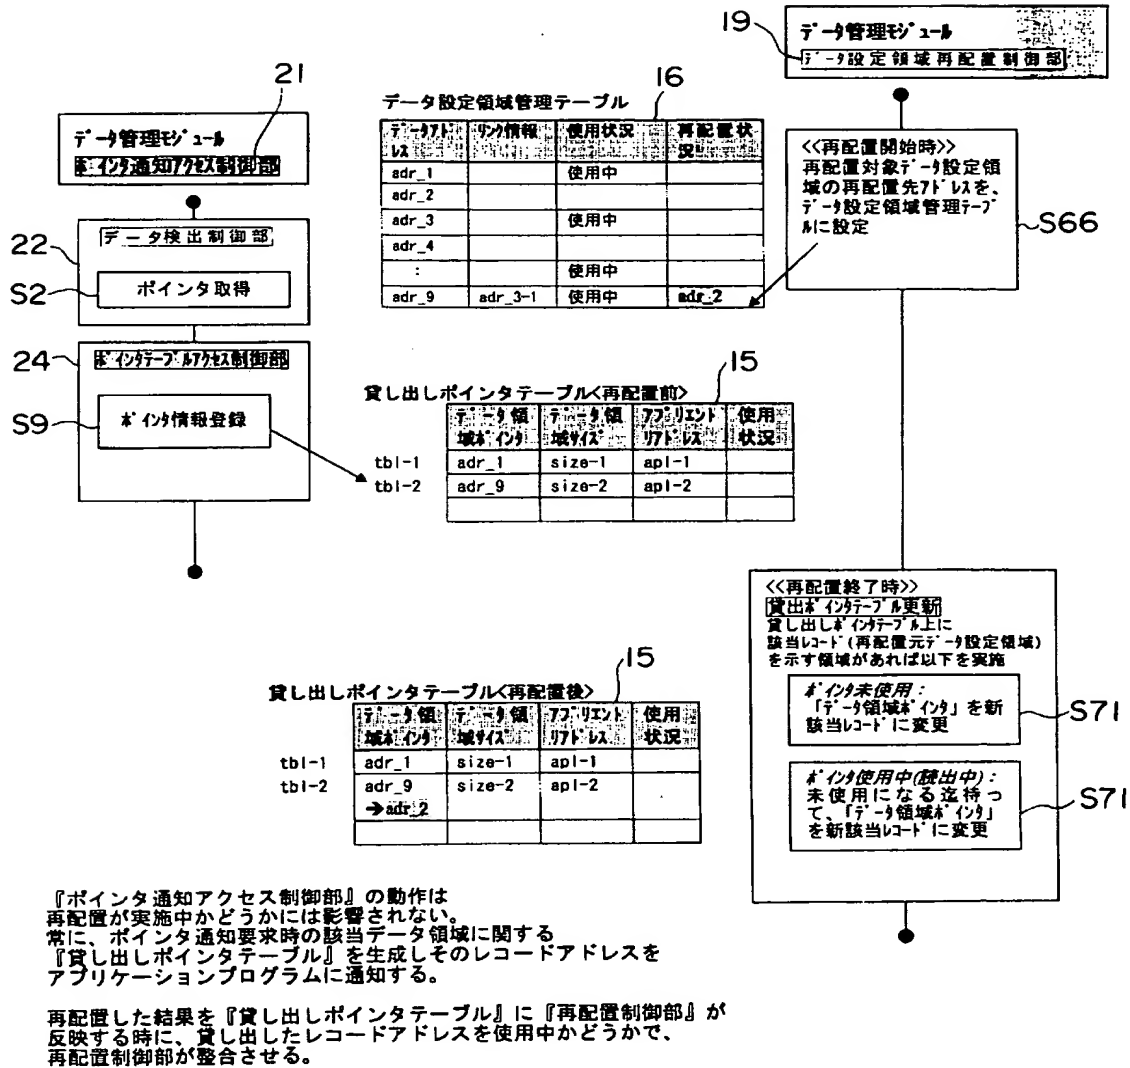 19
データ管理モジュール
データ設定領域再配置制御部
21
データ管理モジュール
ポインタ通知アクセス制御部
16
データ設定領域管理テーブル
データアドレス リンク情報 使用状況 再配置状況
adr_1 使用中
adr_2
adr_3 使用中
adr_4
: 使用中
adr_9 adr_3-1 使用中 adr_2
<<再配置開始時>>
再配置対象データ設定領
域の再配置先アドレスを、
データ設定領域管理テーブ
ルに設定
S66
22
データ検出制御部
S2
ポインタ取得
24
ポインタテーブルアクセス制御部
S9
ポインタ情報登録
15
貸し出しポインタテーブル<再配置前>
データ領域ポインタ データ領域サイズ アプリエントリアドレス 使用状況
tbl-1 adr_1 size-1 apl-1
tbl-2 adr_9 size-2 apl-2
<<再配置終了時>>
貸出ポインタテーブル更新
貸し出しポインタテーブル上に
該当レコード(再配置元データ設定領域)
を示す領域があれば以下を実施
ポインタ未使用:
「データ領域ポインタ」を新
該当レコードに変更
S71
ポインタ使用中(読出中):
未使用になる迄待っ
て、「データ領域ポインタ」
を新該当レコードに変更
S71
15
貸し出しポインタテーブル<再配置後>
データ領域ポインタ データ領域サイズ アプリエントリアドレス 使用状況
tbl-1 adr_1 size-1 apl-1
tbl-2 adr_9 size-2 apl-2
→adr_2
『ポインタ通知アクセス制御部』の動作は
再配置が実施中かどうかには影響されない。
常に、ポインタ通知要求時の該当データ領域に関する
『貸し出しポインタテーブル』を生成しそのレコードアドレスを
アプリケーションプログラムに通知する。
再配置した結果を『貸し出しポインタテーブル』に『再配置制御部』が
反映する時に、貸し出したレコードアドレスを使用中かどうかで、
再配置制御部が整合させる。